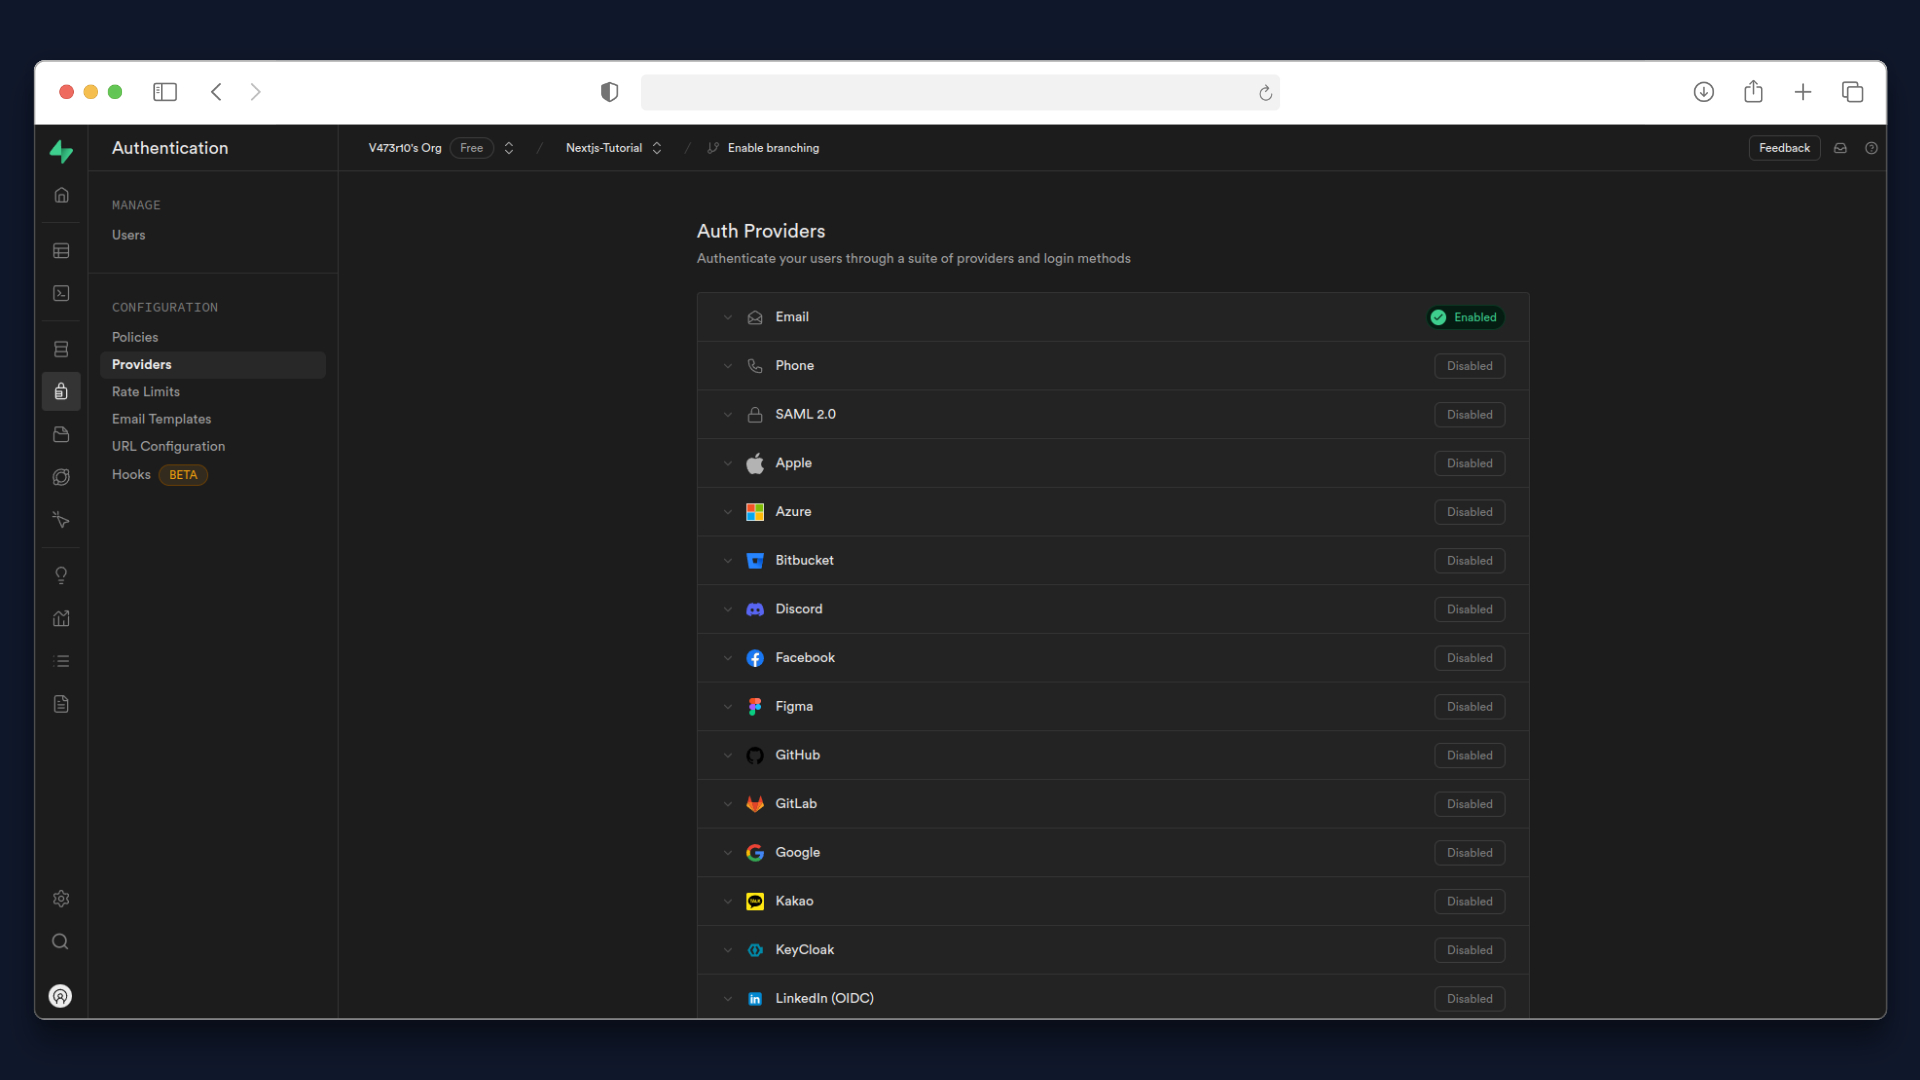 Authentication
V473r10's Org Free / Nextjs-Tutorial / Enable branching
Feedback
MANAGE
Users
CONFIGURATION
Policies
Providers
Rate Limits
Email Templates
URL Configuration
Hooks BETA
Auth Providers
Authenticate your users through a suite of providers and login methods
Email Enabled
Phone Disabled
SAML 2.0 Disabled
Apple Disabled
Azure Disabled
Bitbucket Disabled
Discord Disabled
Facebook Disabled
Figma Disabled
GitHub Disabled
GitLab Disabled
Google Disabled
Kakao Disabled
KeyCloak Disabled
LinkedIn (OIDC) Disabled